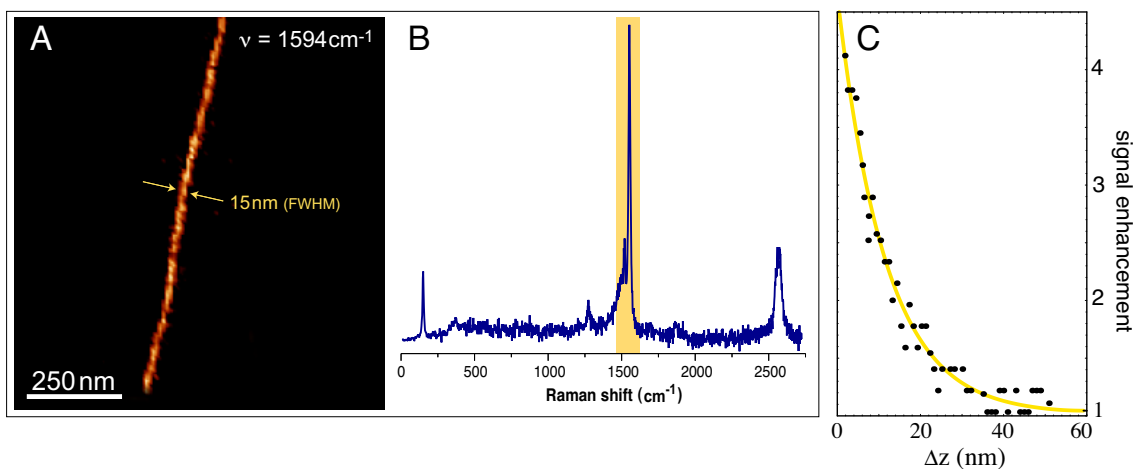 A
ν = 1594cm-1
15nm (FWHM)
250nm
B
0 500 1000 1500 2000 2500
Raman shift (cm-1)
C
4
3
2
1
signal enhancement
0 20 40 60
Δz (nm)